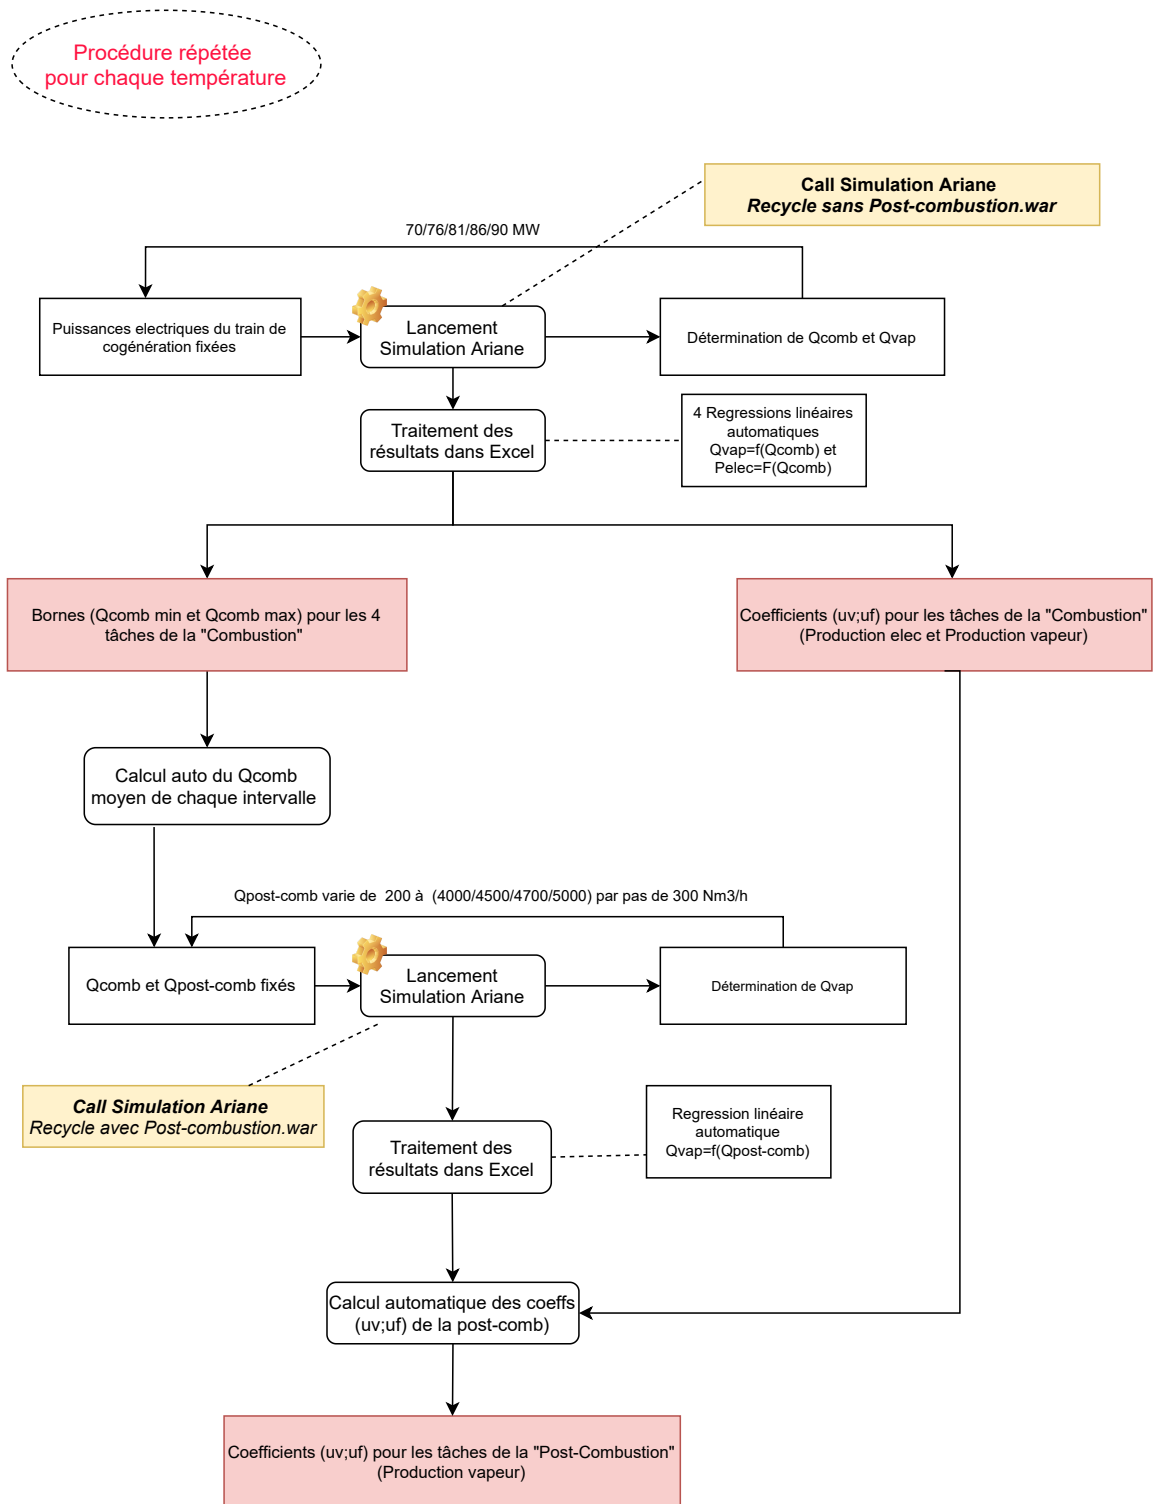 Procédure répétée
pour chaque température
Call Simulation Ariane
Recycle sans Post-combustion.war
70/76/81/86/90 MW
Puissances electriques du train de
cogénération fixées
Lancement
Simulation Ariane
Détermination de Qcomb et Qvap
Traitement des
résultats dans Excel
4 Regressions linéaires
automatiques
Qvap=f(Qcomb) et
Pelec=F(Qcomb)
Bornes (Qcomb min et Qcomb max) pour les 4
tâches de la "Combustion"
Coefficients (uv;uf) pour les tâches de la "Combustion"
(Production elec et Production vapeur)
Calcul auto du Qcomb
moyen de chaque intervalle
Qpost-comb varie de 200 à (4000/4500/4700/5000) par pas de 300 Nm3/h
Qcomb et Qpost-comb fixés
Lancement
Simulation Ariane
Détermination de Qvap
Call Simulation Ariane
Recycle avec Post-combustion.war
Traitement des
résultats dans Excel
Regression linéaire
automatique
Qvap=f(Qpost-comb)
Calcul automatique des coeffs
(uv;uf) de la post-comb)
Coefficients (uv;uf) pour les tâches de la "Post-Combustion"
(Production vapeur)